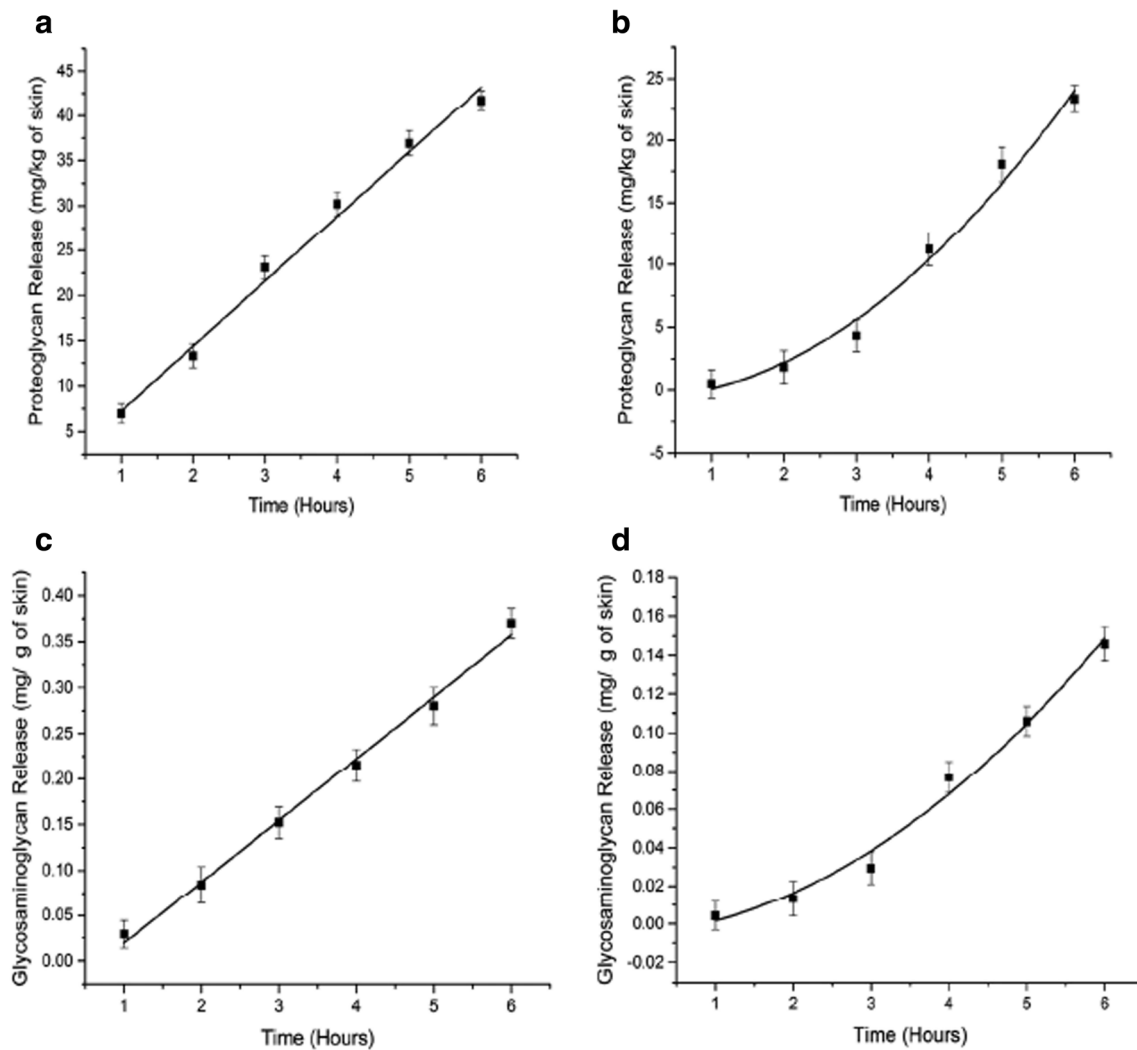 a
Proteoglycan Release (mg/kg of skin)
45
40
35
30
25
20
15
10
5
1 2 3 4 5 6
Time (Hours)
b
Proteoglycan Release (mg/kg of skin)
25
20
15
10
5
0
-5
1 2 3 4 5 6
Time (Hours)
c
Glycosaminoglycan Release (mg/ g of skin)
0.40
0.35
0.30
0.25
0.20
0.15
0.10
0.05
0.00
1 2 3 4 5 6
Time (Hours)
d
Glycosaminoglycan Release (mg/ g of skin)
0.18
0.16
0.14
0.12
0.10
0.08
0.06
0.04
0.02
0.00
-0.02
1 2 3 4 5 6
Time (Hours)